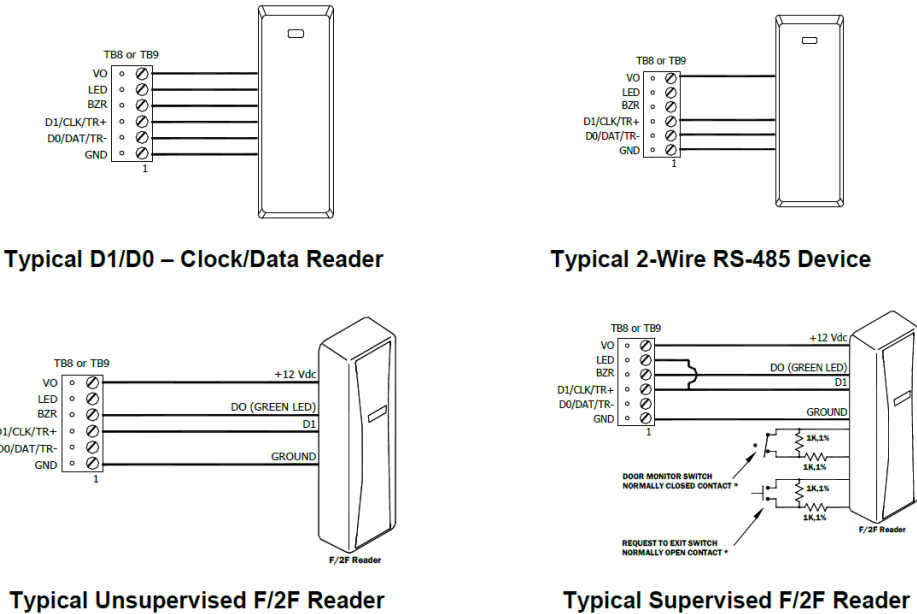 TB8 or TB9
VO
LED
BZR
D1/CLK/TR+
D0/DAT/TR-
GND
1
Typical D1/D0 – Clock/Data Reader
TB8 or TB9
VO
LED
BZR
D1/CLK/TR+
D0/DAT/TR-
GND
1
Typical 2-Wire RS-485 Device
TB8 or TB9
VO
LED
BZR
D1/CLK/TR+
D0/DAT/TR-
GND
1
+12 Vdc
DO (GREEN LED)
D1
GROUND
F/2F Reader
Typical Unsupervised F/2F Reader
TB8 or TB9
VO
LED
BZR
D1/CLK/TR+
D0/DAT/TR-
GND
1
+12 Vdc
DO (GREEN LED)
D1
GROUND
1K,1%
1K,1%
DOOR MONITOR SWITCH
NORMALLY CLOSED CONTACT *
1K,1%
1K,1%
REQUEST TO EXIT SWITCH
NORMALLY OPEN CONTACT *
F/2F Reader
Typical Supervised F/2F Reader